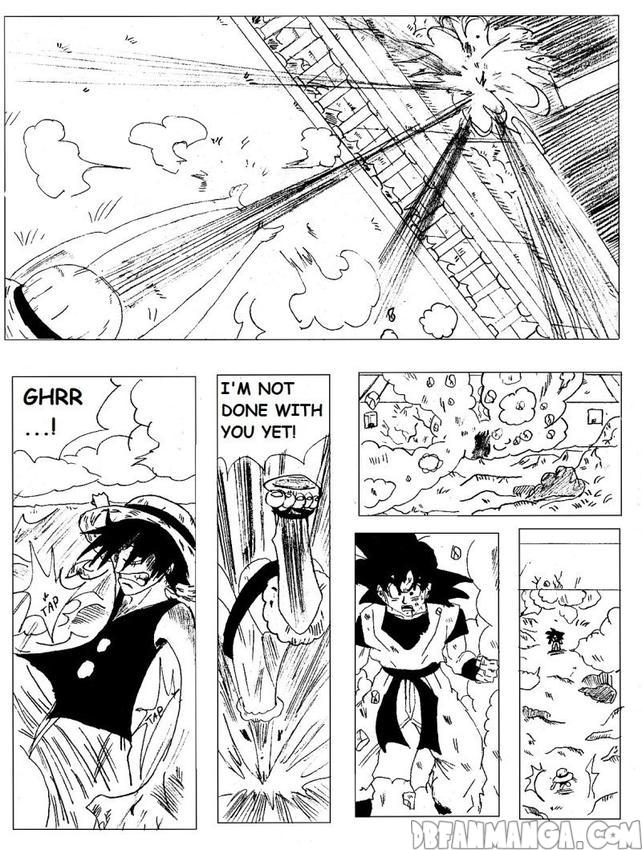 GHRR
...!
I'M NOT
DONE WITH
YOU YET!
TAP
TAP
DBFANMANGA.COM